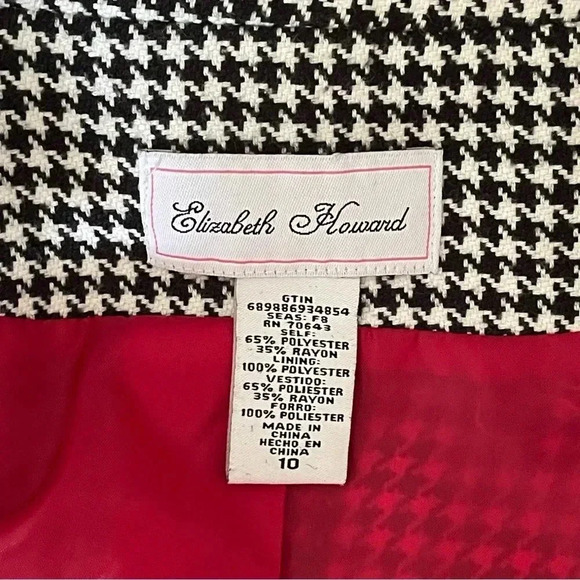 Elizabeth Howard
GTIN
689886934854
SEAS: F8
RN 70643
SELF:
65% POLYESTER
35% RAYON
LINING:
100% POLYESTER
VESTIDO:
65% POLIESTER
35% RAYON
FORRO:
100% POLIESTER
MADE IN
CHINA
HECHO EN
CHINA
10